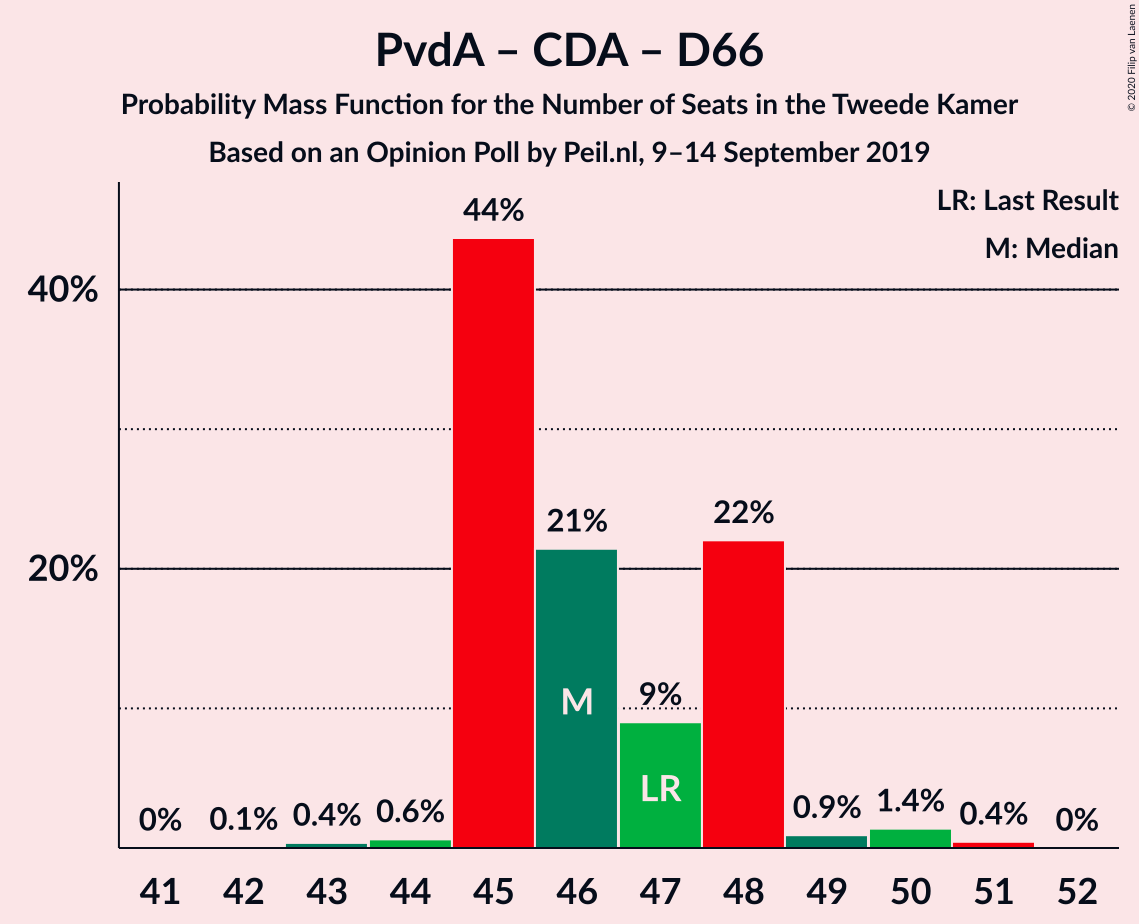 PvdA – CDA – D66
Probability Mass Function for the Number of Seats in the Tweede Kamer
Based on an Opinion Poll by Peil.nl, 9–14 September 2019
© 2020 Filip van Laenen
LR: Last Result
M: Median
40%
20%
0%
0.1%
0.4%
0.6%
44%
21%
9%
22%
0.9%
1.4%
0.4%
0%
M
LR
41 42 43 44 45 46 47 48 49 50 51 52